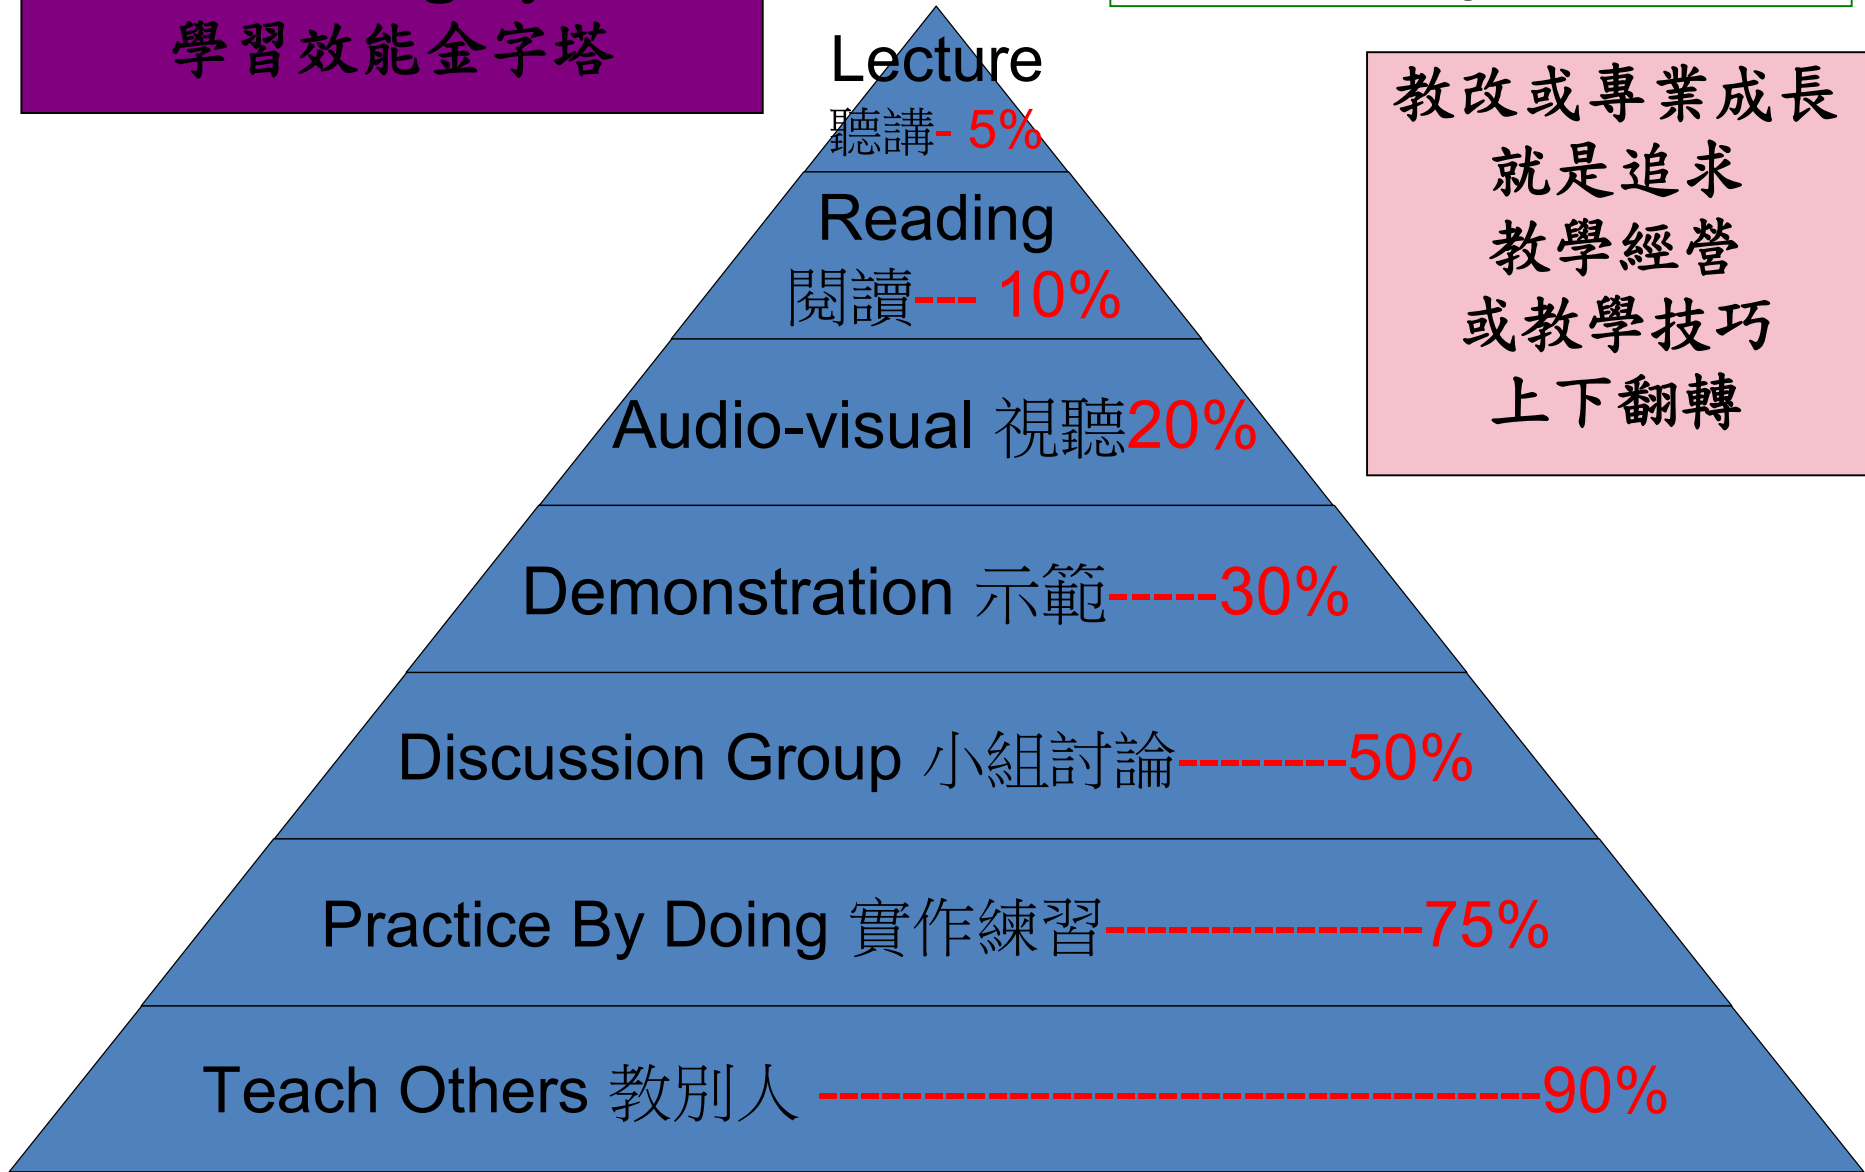 學習效能金字塔
教改或專業成長
就是追求
教學經營
或教學技巧
上下翻轉
Lecture
聽講- 5%
Reading
閱讀--- 10%
Audio-visual 視聽20%
Demonstration 示範-----30%
Discussion Group 小組討論--------50%
Practice By Doing 實作練習---------------75%
Teach Others 教別人 ----------------------------------90%